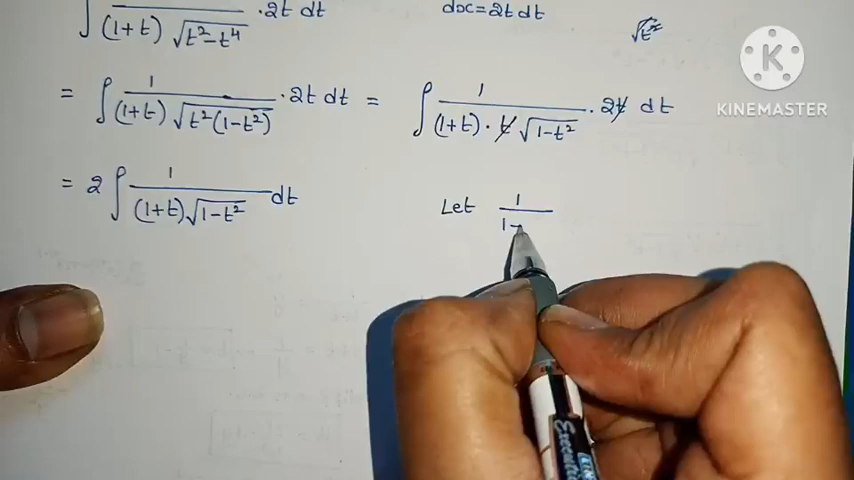 ∫ 1/((1+t) √(t²-t⁴)) · 2t dt    dx = 2t dt    √t²
= ∫ 1/((1+t) √(t²(1-t²))) · 2t dt = ∫ 1/((1+t) · t √(1-t²)) · 2t dt
= 2 ∫ 1/((1+t) √(1-t²)) dt    Let 1/(1-
K
KINEMASTER